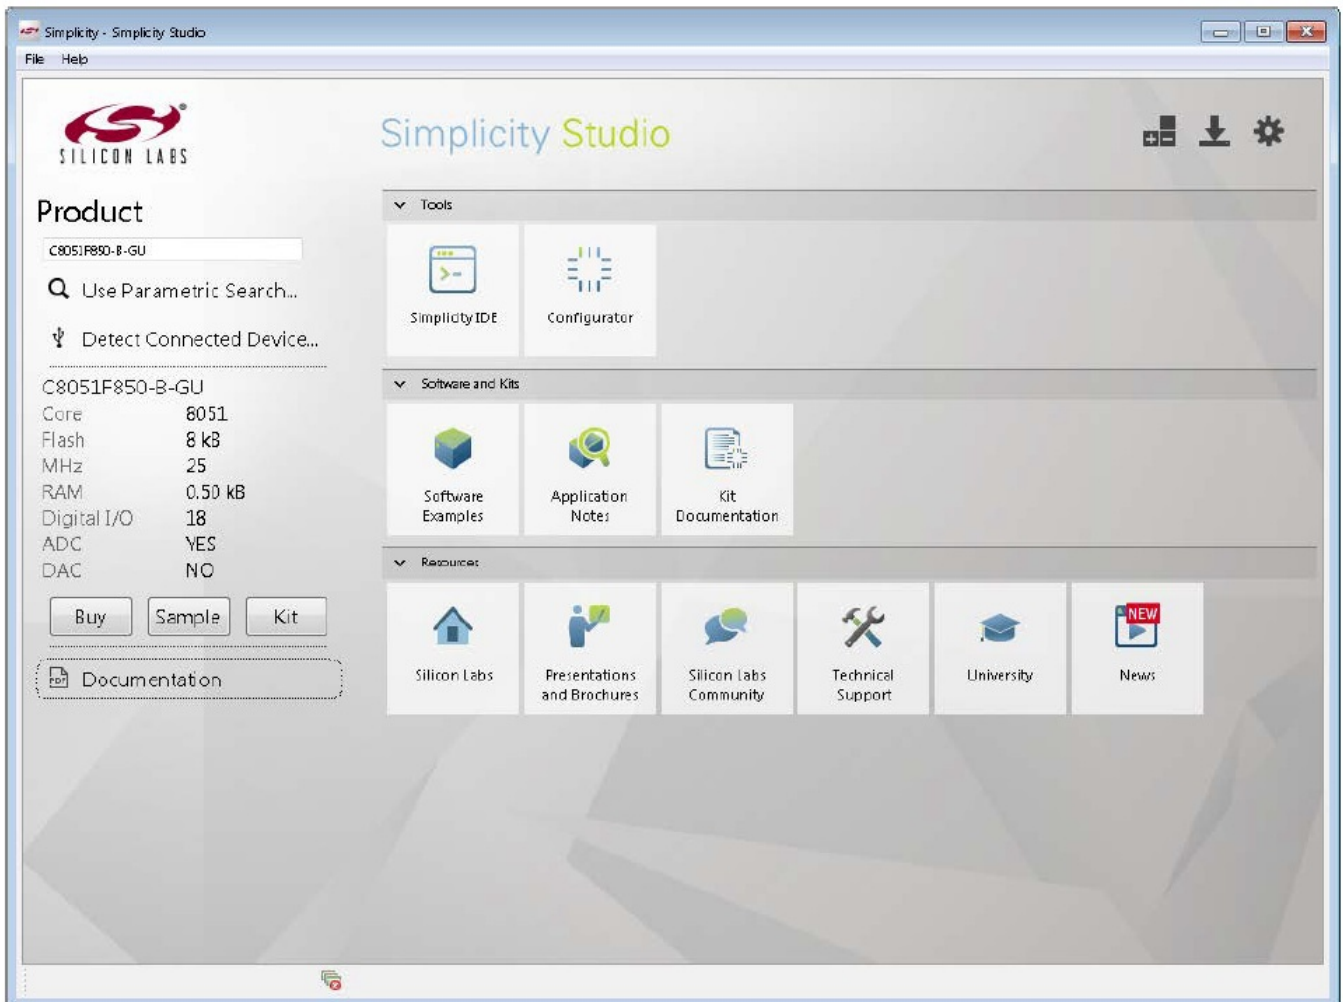 Simplicity - Simplicity Studio
File Help
SILICON LABS
Simplicity Studio
Product
C8051F850-B-GU
Use Parametric Search...
Detect Connected Device...
C8051F850-B-GU
Core 8051
Flash 8 kB
MHz 25
RAM 0.50 kB
Digital I/O 18
ADC YES
DAC NO
Buy Sample Kit
PDF Documentation
Tools
Simplicity IDE
Configurator
Software and Kits
Software
Examples
Application
Notes
Kit
Documentation
Resources
Silicon Labs
Presentations
and Brochures
Silicon Labs
Community
Technical
Support
University
NEW
News